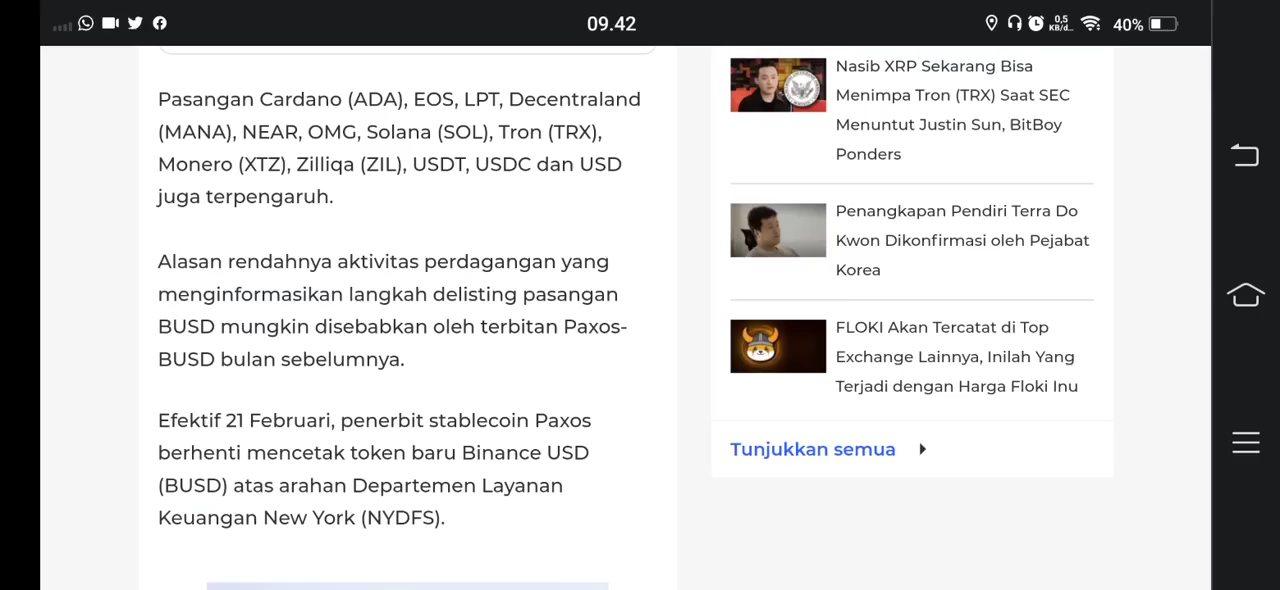 09.42
0,5
KB/d...
40%
Pasangan Cardano (ADA), EOS, LPT, Decentraland
(MANA), NEAR, OMG, Solana (SOL), Tron (TRX),
Monero (XTZ), Zilliqa (ZIL), USDT, USDC dan USD
juga terpengaruh.
Alasan rendahnya aktivitas perdagangan yang
menginformasikan langkah delisting pasangan
BUSD mungkin disebabkan oleh terbitan Paxos-
BUSD bulan sebelumnya.
Efektif 21 Februari, penerbit stablecoin Paxos
berhenti mencetak token baru Binance USD
(BUSD) atas arahan Departemen Layanan
Keuangan New York (NYDFS).
Nasib XRP Sekarang Bisa
Menimpa Tron (TRX) Saat SEC
Menuntut Justin Sun, BitBoy
Ponders
Penangkapan Pendiri Terra Do
Kwon Dikonfirmasi oleh Pejabat
Korea
FLOKI Akan Tercatat di Top
Exchange Lainnya, Inilah Yang
Terjadi dengan Harga Floki Inu
Tunjukkan semua